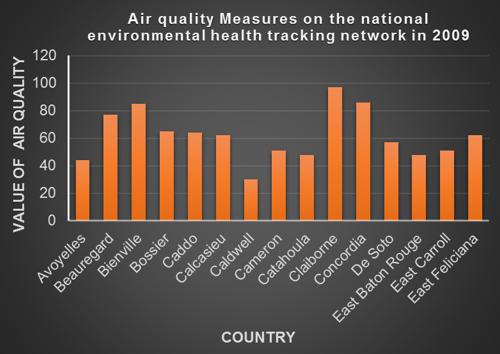 Air quality Measures on the national
environmental health tracking network in 2009
VALUE OF AIR QUALITY
120
100
80
60
40
20
0
Avoyelles
Beauregard
Bienville
Bossier
Caddo
Calcasieu
Caldwell
Cameron
Catahoula
Claiborne
Concordia
De Soto
East Baton Rouge
East Carroll
East Feliciana
COUNTRY